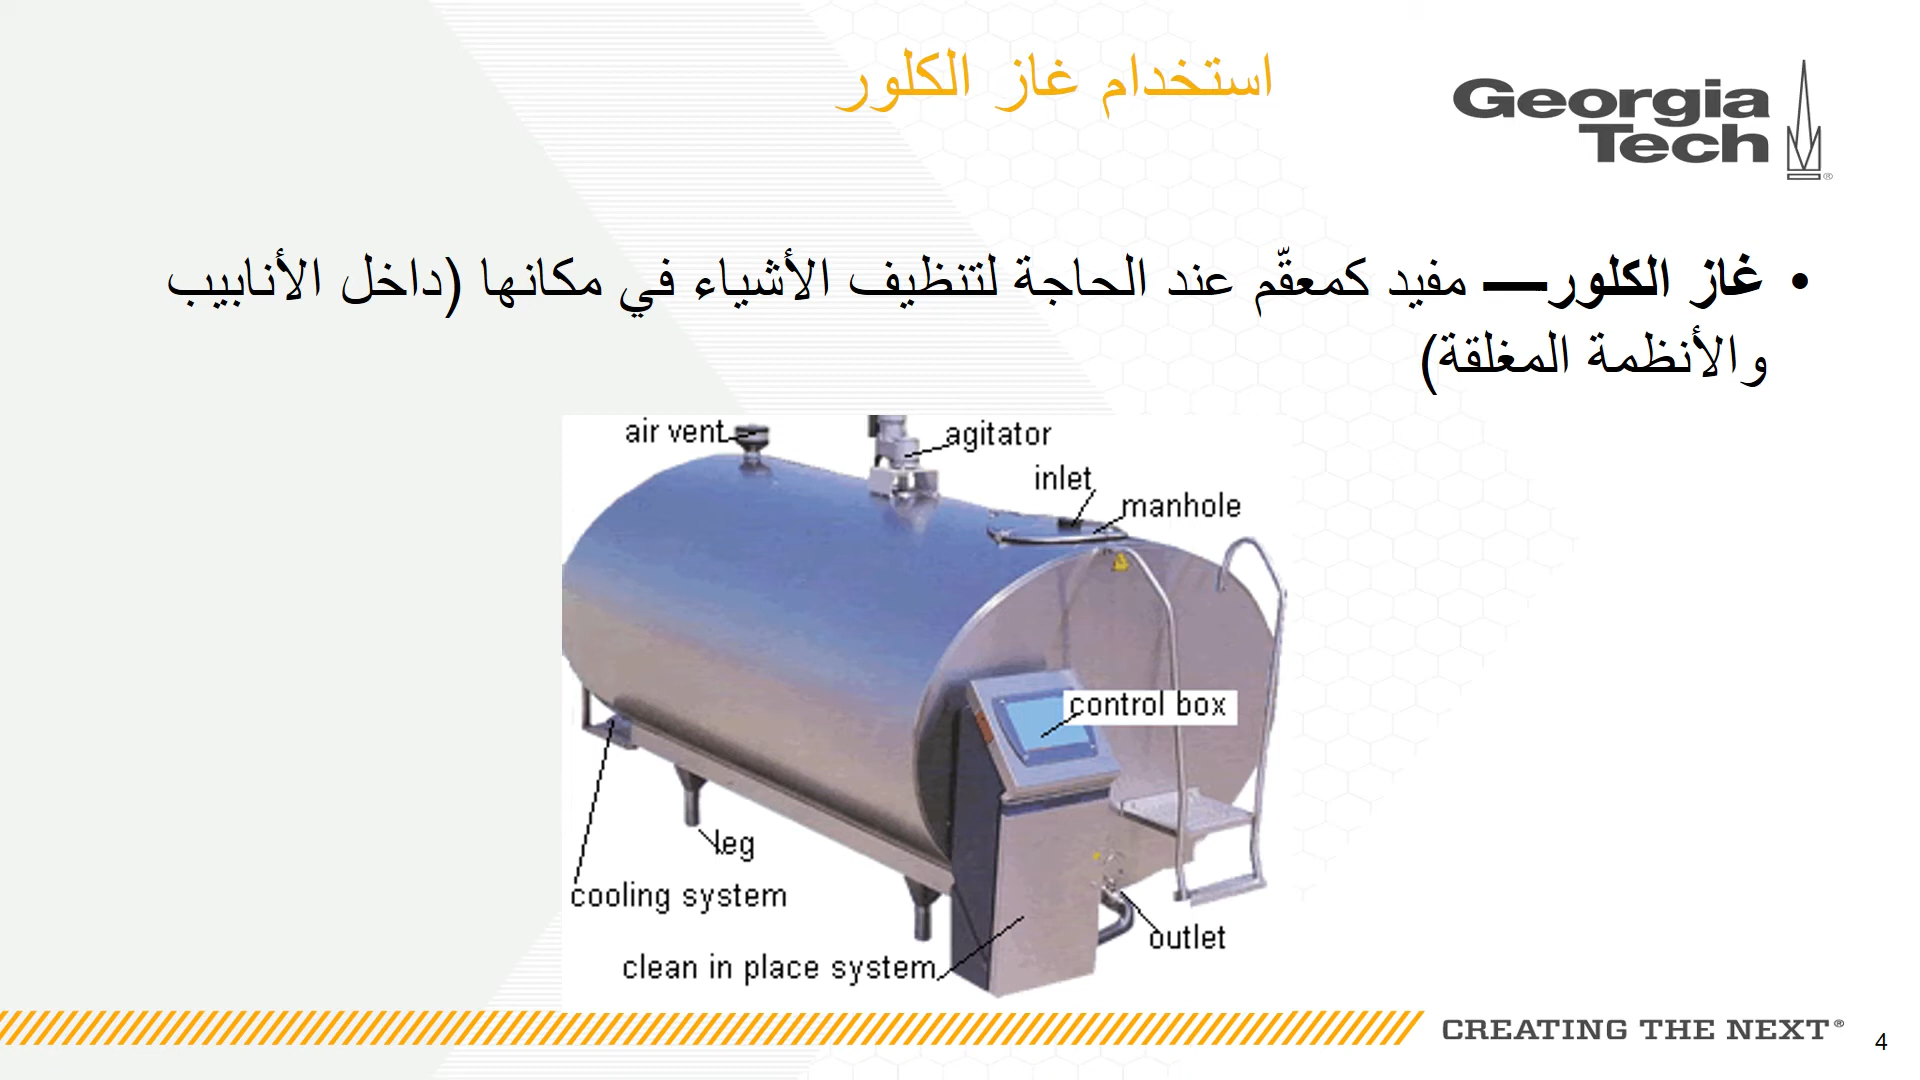 استخدام غاز الكلور
Georgia
Tech
®
• غاز الكلور— مفيد كمعقّم عند الحاجة لتنظيف الأشياء في مكانها (داخل الأنابيب
والأنظمة المغلقة)
air vent
agitator
inlet
manhole
control box
leg
cooling system
outlet
clean in place system
CREATING THE NEXT®
4